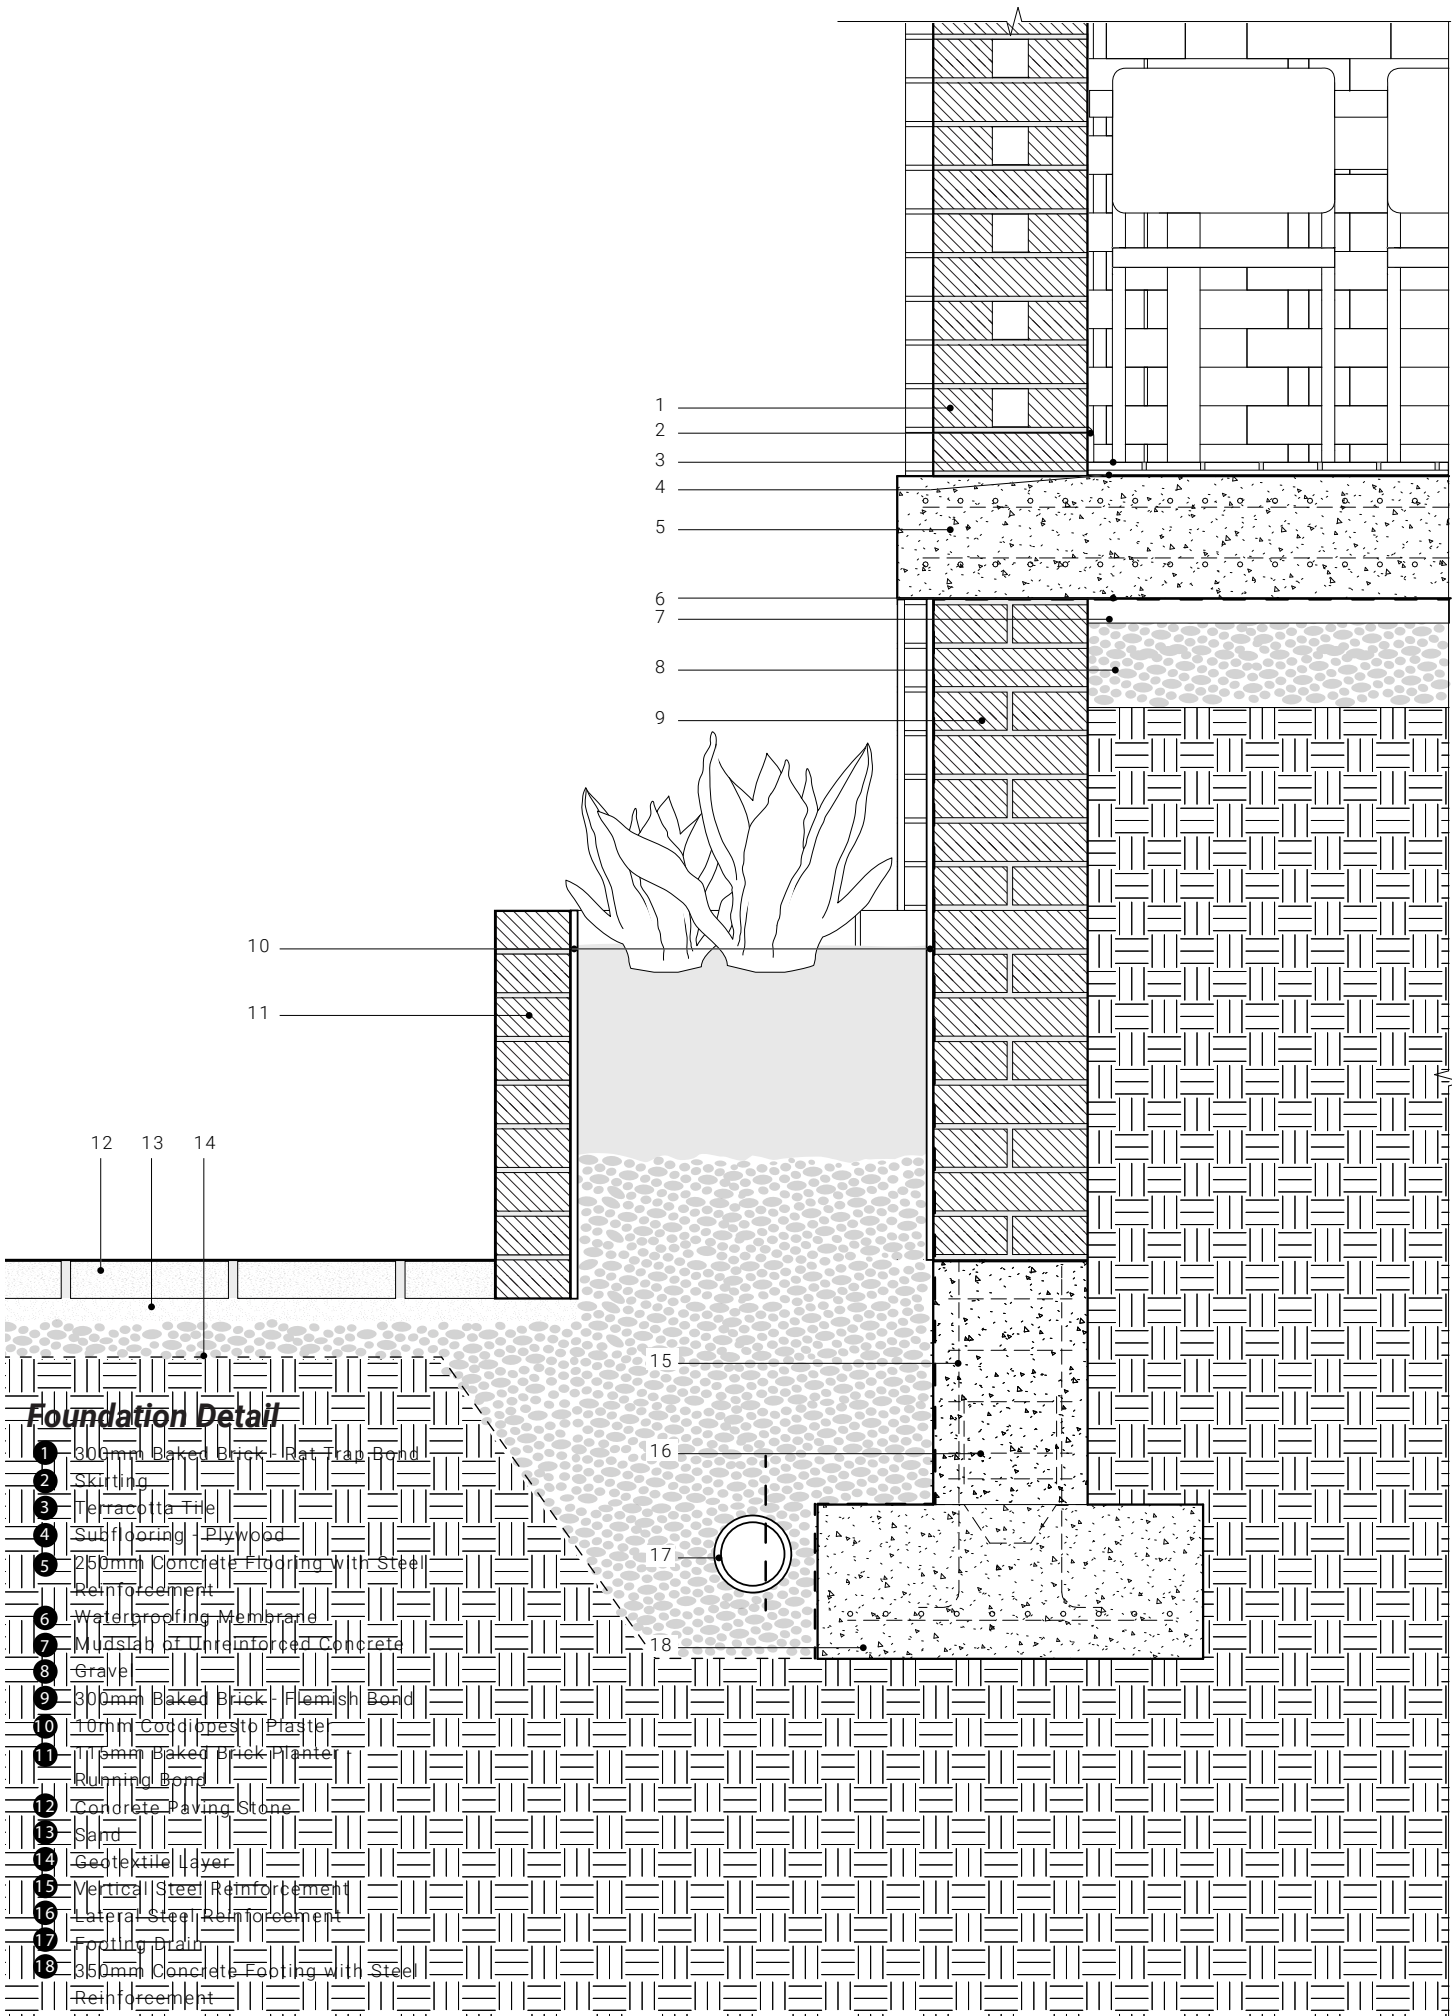 1
2
3
4
5
6
7
8
9
10
11
12 13 14
15
16
17
18
Foundation Detail
1 300mm Baked Brick - Rat Trap Bond
2 Skirting
3 Terracotta Tile
4 Subflooring - Plywood
5 250mm Concrete Flooring with Steel
Reinforcement
6 Waterproofing Membrane
7 Mudslab of Unreinforced Concrete
8 Gravel
9 300mm Baked Brick - Flemish Bond
10 10mm Cocciopesto Plaster
11 115mm Baked Brick Planter -
Running Bond
12 Concrete Paving Stone
13 Sand
14 Geotextile Layer
15 Vertical Steel Reinforcement
16 Lateral Steel Reinforcement
17 Footing Drain
18 350mm Concrete Footing with Steel
Reinforcement